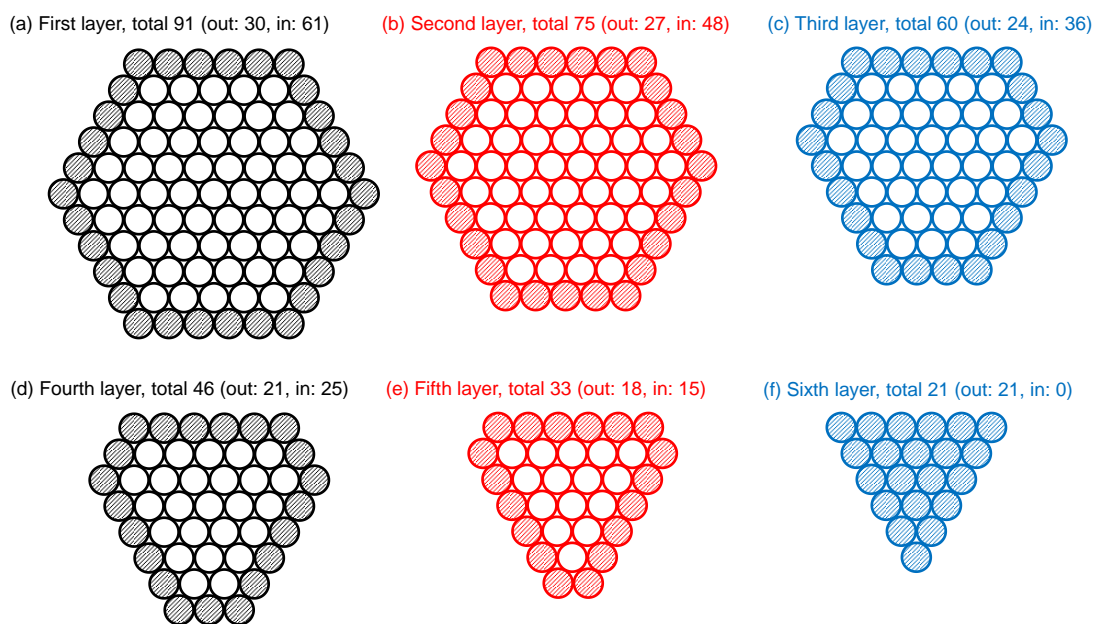 (a) First layer, total 91 (out: 30, in: 61)
(b) Second layer, total 75 (out: 27, in: 48)
(c) Third layer, total 60 (out: 24, in: 36)
(d) Fourth layer, total 46 (out: 21, in: 25)
(e) Fifth layer, total 33 (out: 18, in: 15)
(f) Sixth layer, total 21 (out: 21, in: 0)